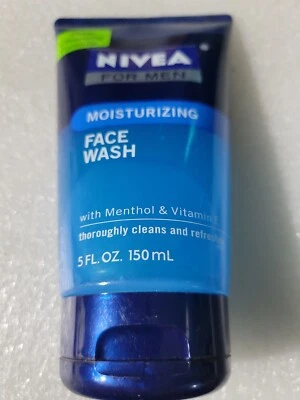 NIVEA
FOR MEN
MOISTURIZING
FACE
WASH
with Menthol & Vitamin
thoroughly cleans and
5 FL. OZ. 150 mL